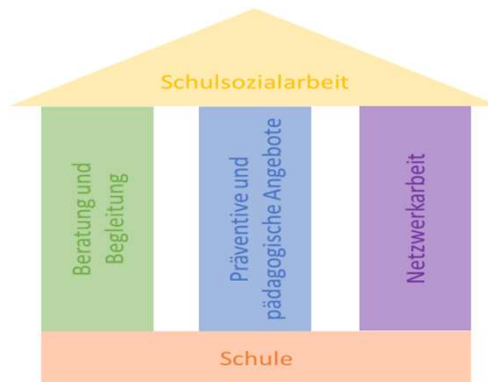 Schulsozialarbeit
Beratung und
Begleitung
Präventive und
pädagogische Angebote
Netzwerkarbeit
Schule